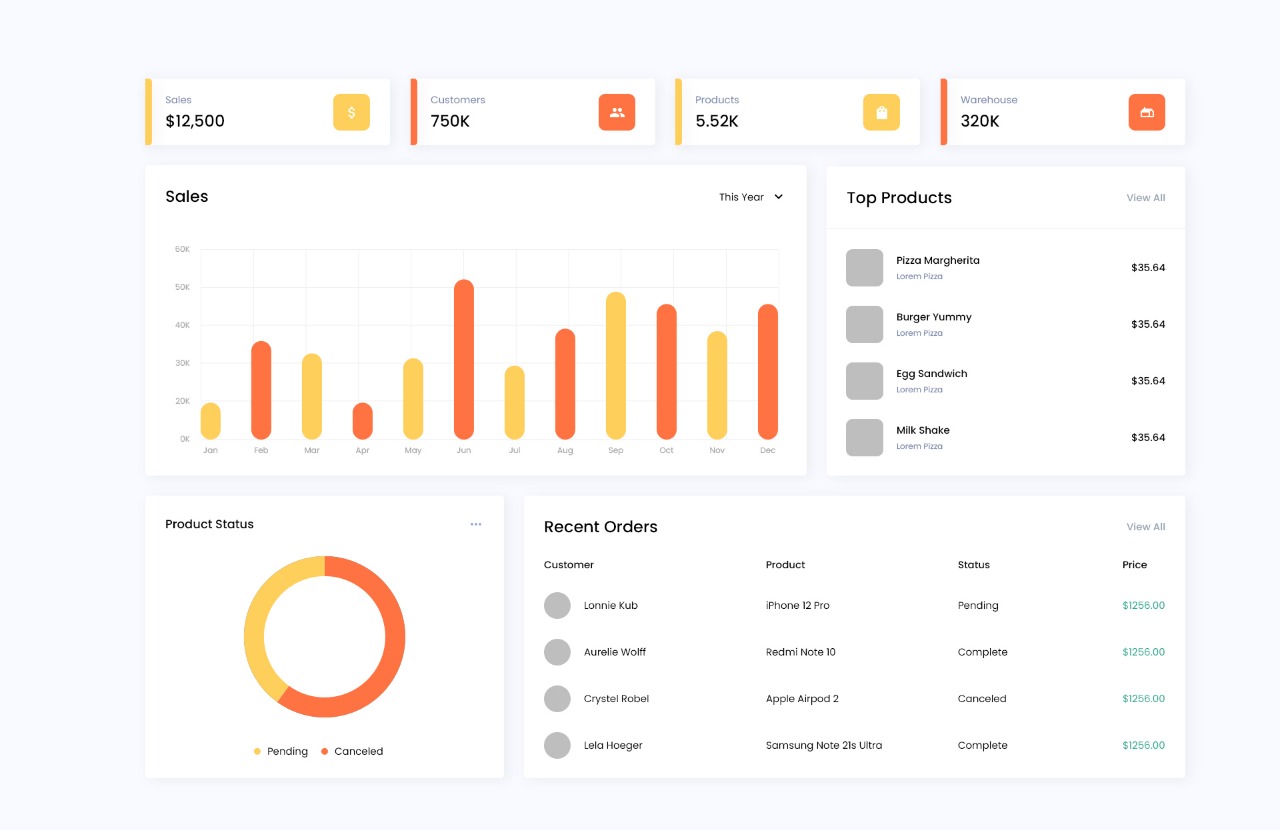 Sales
$12,500
Customers
750K
Products
5.52K
Warehouse
320K
Sales
This Year
60K
50K
40K
30K
20K
0K
Jan Feb Mar Apr May Jun Jul Aug Sep Oct Nov Dec
Top Products
View All
Pizza Margherita
Lorem Pizza
$35.64
Burger Yummy
Lorem Pizza
$35.64
Egg Sandwich
Lorem Pizza
$35.64
Milk Shake
Lorem Pizza
$35.64
Product Status
Pending Canceled
Recent Orders
View All
Customer Product Status Price
Lonnie Kub iPhone 12 Pro Pending $1256.00
Aurelie Wolff Redmi Note 10 Complete $1256.00
Crystel Robel Apple Airpod 2 Canceled $1256.00
Lela Hoeger Samsung Note 21s Ultra Complete $1256.00